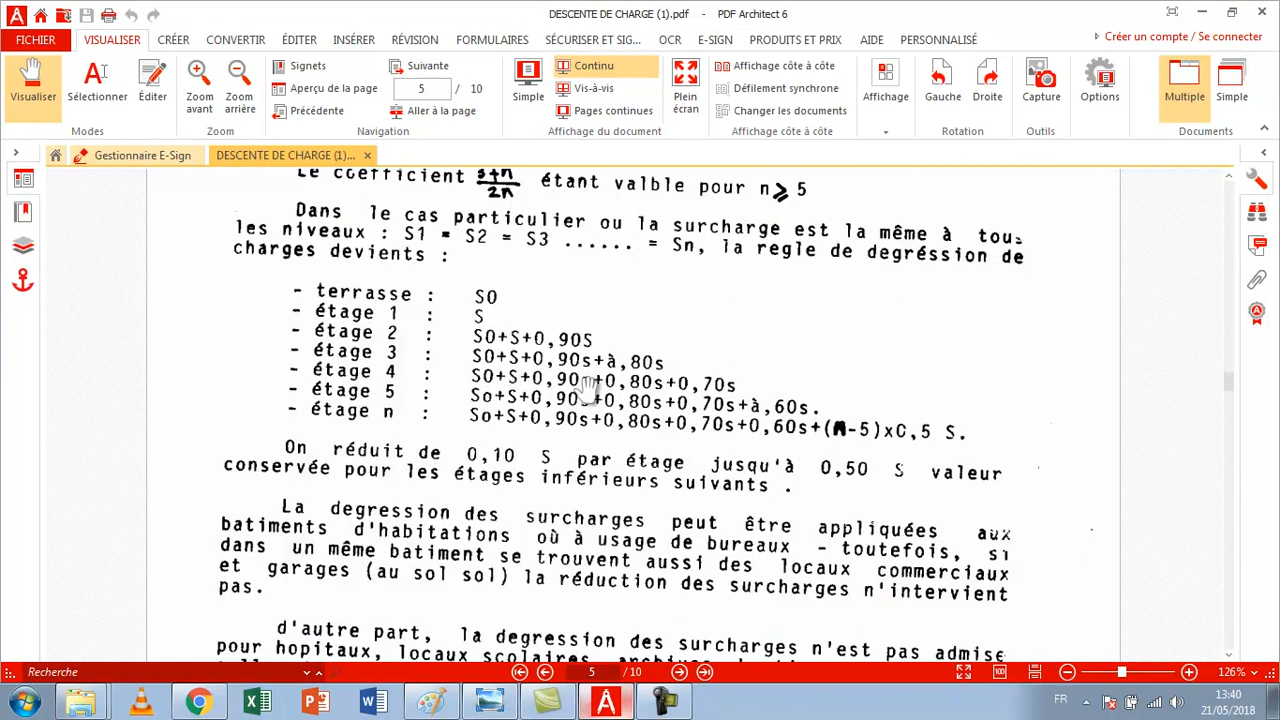 DESCENTE DE CHARGE (1).pdf - PDF Architect 6
FICHIER VISUALISER CRÉER CONVERTIR ÉDITER INSÉRER RÉVISION FORMULAIRES SÉCURISER ET SIG... OCR E-SIGN PRODUITS ET PRIX AIDE PERSONNALISÉ Créer un compte / Se connecter
Visualiser Sélectionner Éditer
Modes
Zoom avant Zoom arrière
Zoom
Signets Suivante
Aperçu de la page 5 / 10
Précédente Aller à la page
Navigation
Simple Continu
Vis-à-vis
Pages continues
Affichage du document
Plein écran Affichage côte à côte
Défilement synchrone
Changer les documents
Affichage côte à côte
Affichage
Gauche Droite
Rotation
Capture
Outils
Options
Multiple Simple
Documents
Gestionnaire E-Sign DESCENTE DE CHARGE (1)...
Le coefficient 5+n/2n étant valble pour n ⩾ 5
Dans le cas particulier ou la surcharge est la même à tous
les niveaux : S1 = S2 = S3 ...... = Sn, la regle de degréssion de
charges devients :
- terrasse : S0
- étage 1 : S
- étage 2 : S0+S+0,90S
- étage 3 : S0+S+0,90s+à,80s
- étage 4 : S0+S+0,90s+0,80s+0,70s
- étage 5 : So+S+0,90s+0,80s+0,70s+à,60s.
- étage n : So+S+0,90s+0,80s+0,70s+0,60s+(n-5)x0,5 S.
On réduit de 0,10 S par étage jusqu'à 0,50 S valeur
conservée pour les étages inférieurs suivants .
La degression des surcharges peut être appliquées aux
batiments d'habitations où à usage de bureaux - toutefois, si
dans un même batiment se trouvent aussi des locaux commerciaux
et garages (au sol sol) la réduction des surcharges n'intervient
pas.
d'autre part, la degression des surcharges n'est pas admise
pour hopitaux, locaux scolaires,
Recherche 5 / 10 126%
FR 13:40
21/05/2018